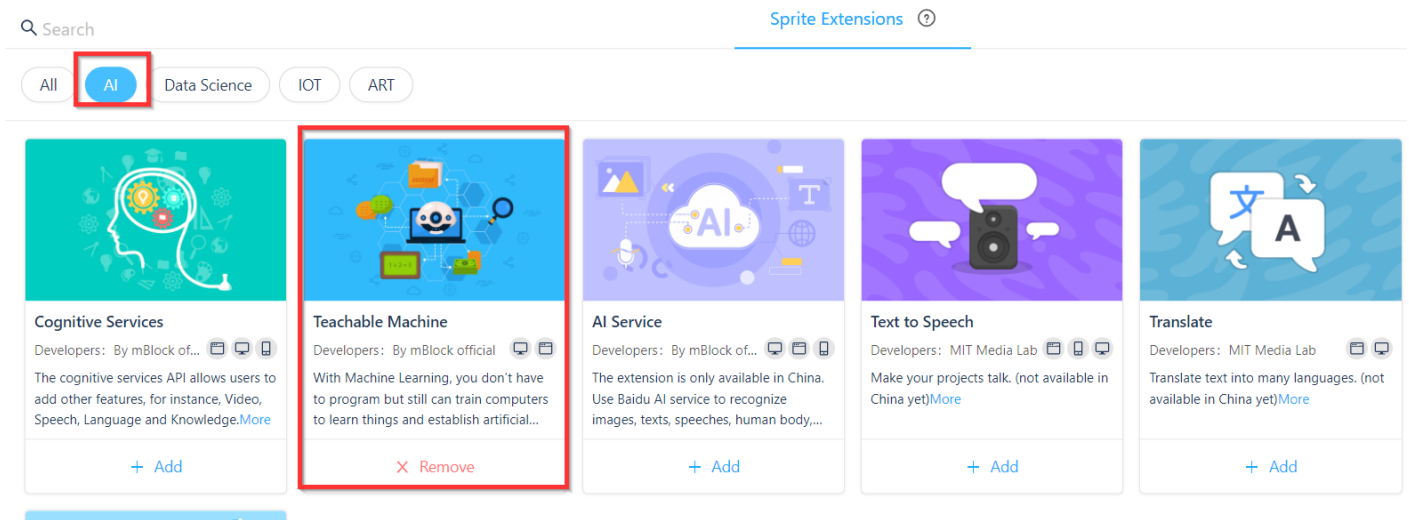 Search
Sprite Extensions ?
All AI Data Science IOT ART
1+2=3
AI
T
文
A
Cognitive Services
Developers: By mBlock of...
The cognitive services API allows users to
add other features, for instance, Video,
Speech, Language and Knowledge.More
+ Add
Teachable Machine
Developers: By mBlock official
With Machine Learning, you don't have
to program but still can train computers
to learn things and establish artificial...
× Remove
AI Service
Developers: By mBlock of...
The extension is only available in China.
Use Baidu AI service to recognize
images, texts, speeches, human body,...
+ Add
Text to Speech
Developers: MIT Media Lab
Make your projects talk. (not available in
China yet)More
+ Add
Translate
Developers: MIT Media Lab
Translate text into many languages. (not
available in China yet)More
+ Add